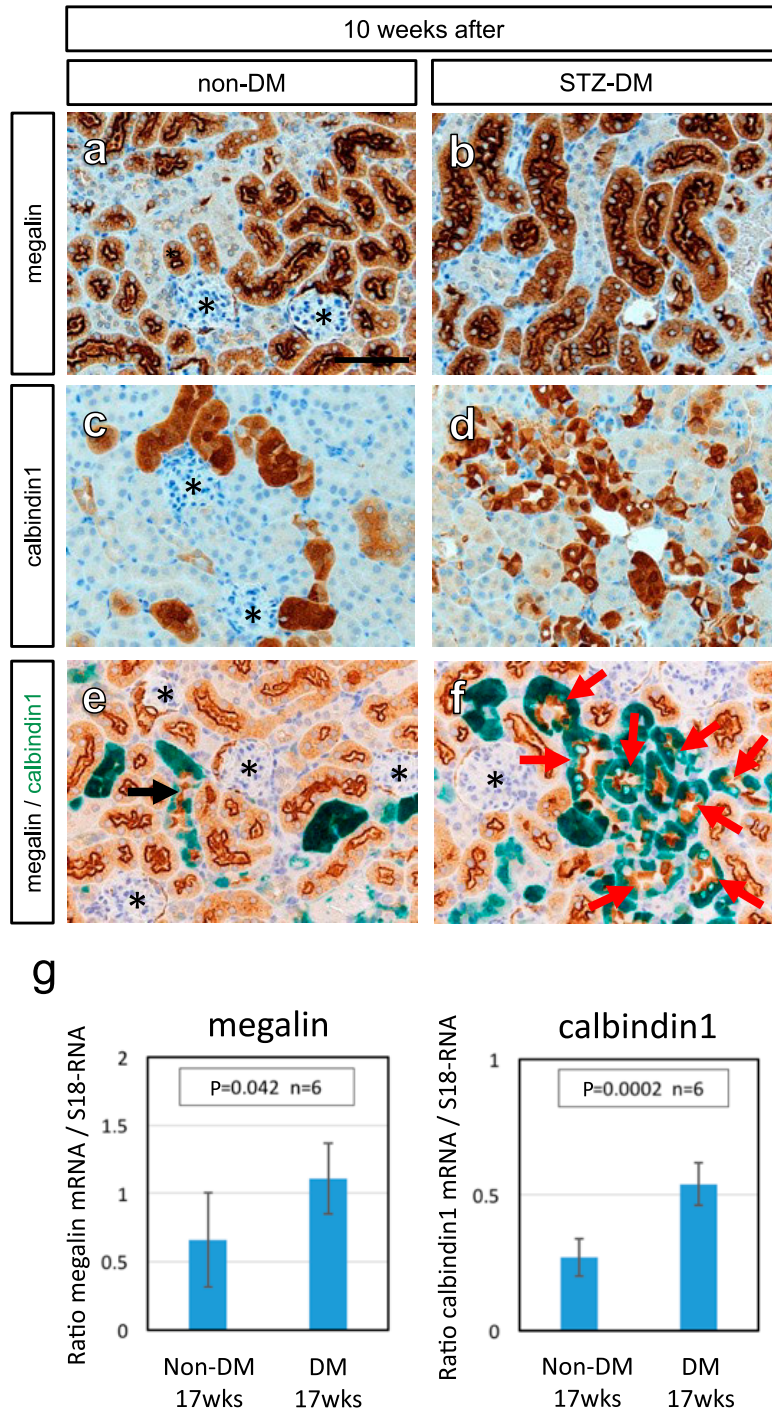 10 weeks after
non-DM
STZ-DM
megalin
a
*
*
*
b
calbindin1
c
*
*
d
megalin / calbindin1
e
*
*
*
*
f
*
g
megalin
Ratio megalin mRNA / S18-RNA
2
1.5
1
0.5
0
P=0.042 n=6
Non-DM
17wks
DM
17wks
calbindin1
Ratio calbindin1 mRNA / S18-RNA
1
0.5
0
P=0.0002 n=6
Non-DM
17wks
DM
17wks